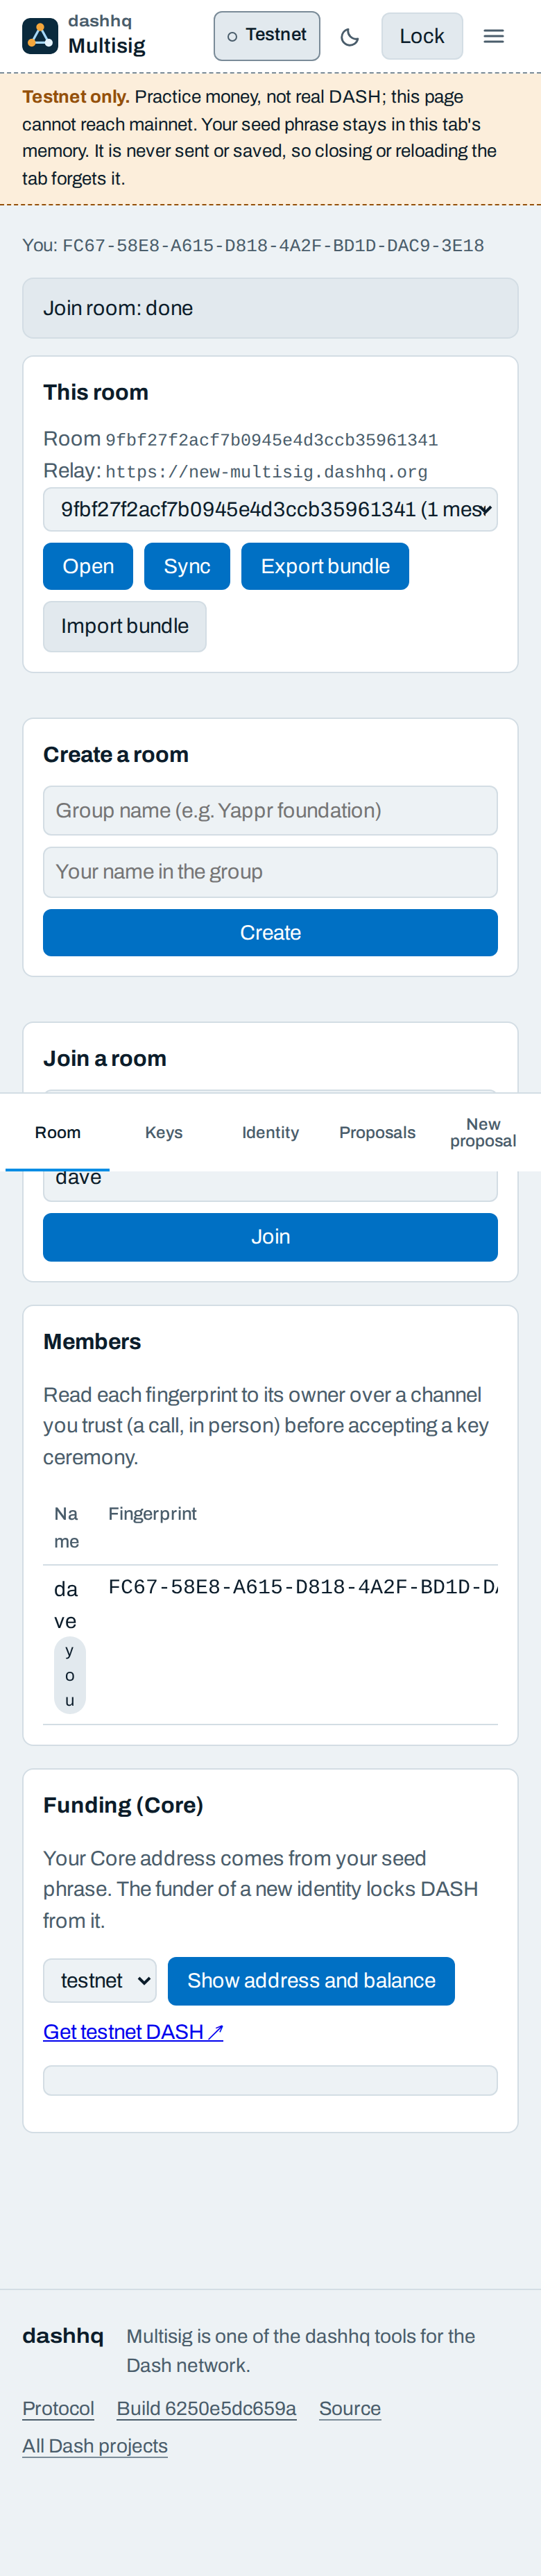 dashhq
Multisig
Testnet
Lock
Testnet only. Practice money, not real DASH; this page
cannot reach mainnet. Your seed phrase stays in this tab's
memory. It is never sent or saved, so closing or reloading the
tab forgets it.
You: FC67-58E8-A615-D818-4A2F-BD1D-DAC9-3E18
Join room: done
This room
Room 9fbf27f2acf7b0945e4d3ccb35961341
Relay: https://new-multisig.dashhq.org
9fbf27f2acf7b0945e4d3ccb35961341 (1 mes
Open
Sync
Export bundle
Import bundle
Create a room
Group name (e.g. Yappr foundation)
Your name in the group
Create
Join a room
Room
Keys
Identity
Proposals
New
proposal
dave
Join
Members
Read each fingerprint to its owner over a channel
you trust (a call, in person) before accepting a key
ceremony.
Na
me
Fingerprint
da
ve
y
o
u
FC67-58E8-A615-D818-4A2F-BD1D-DA
Funding (Core)
Your Core address comes from your seed
phrase. The funder of a new identity locks DASH
from it.
testnet
Show address and balance
Get testnet DASH ↗
dashhq
Multisig is one of the dashhq tools for the
Dash network.
Protocol
Build 6250e5dc659a
Source
All Dash projects